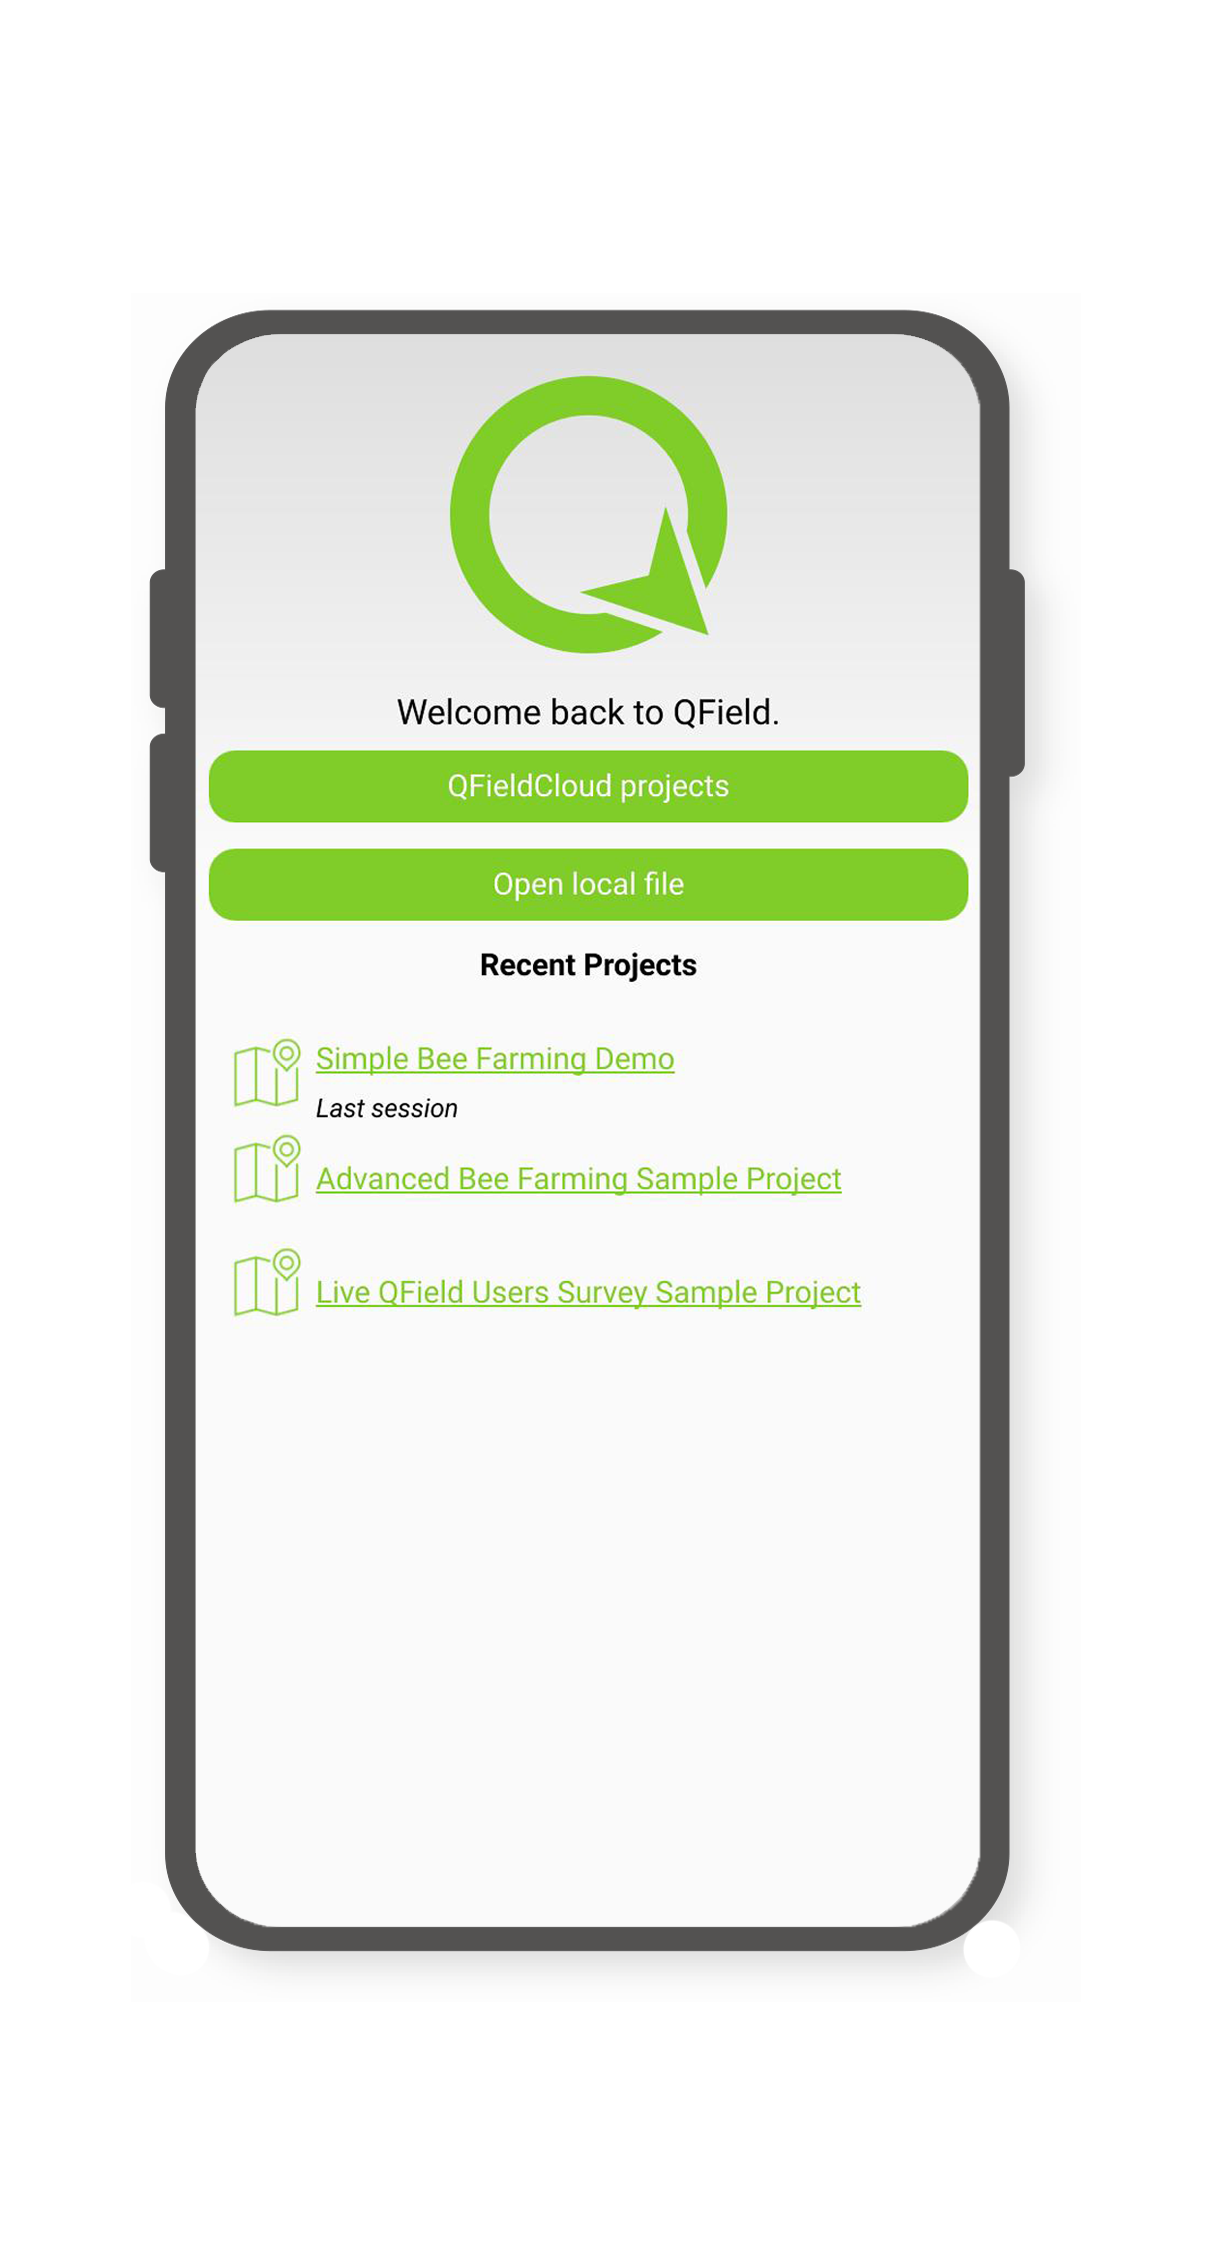 Welcome back to QField.
QFieldCloud projects
Open local file
Recent Projects
Simple Bee Farming Demo
Last session
Advanced Bee Farming Sample Project
Live QField Users Survey Sample Project